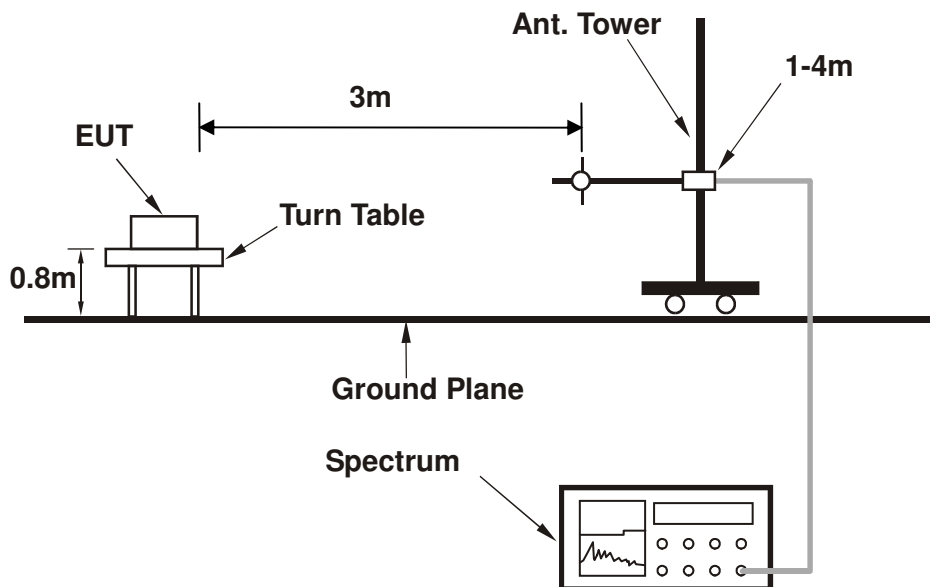 Ant. Tower
1-4m
3m
EUT
Turn Table
0.8m
Ground Plane
Spectrum